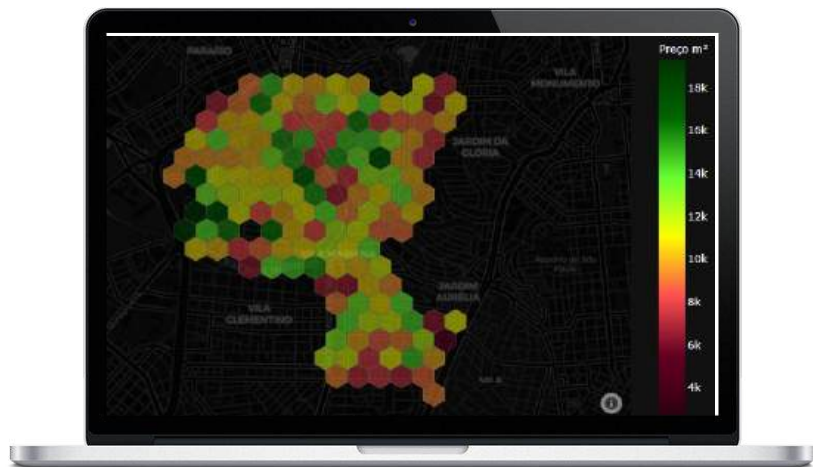 PARAÍSO
Preço m²
VILA
MONUMENTO
18k
16k
JARDIM DA
GLÓRIA
14k
12k
10k
JARDIM
AURÉLIA
8k
VILA
CLEMENTINO
6k
4k